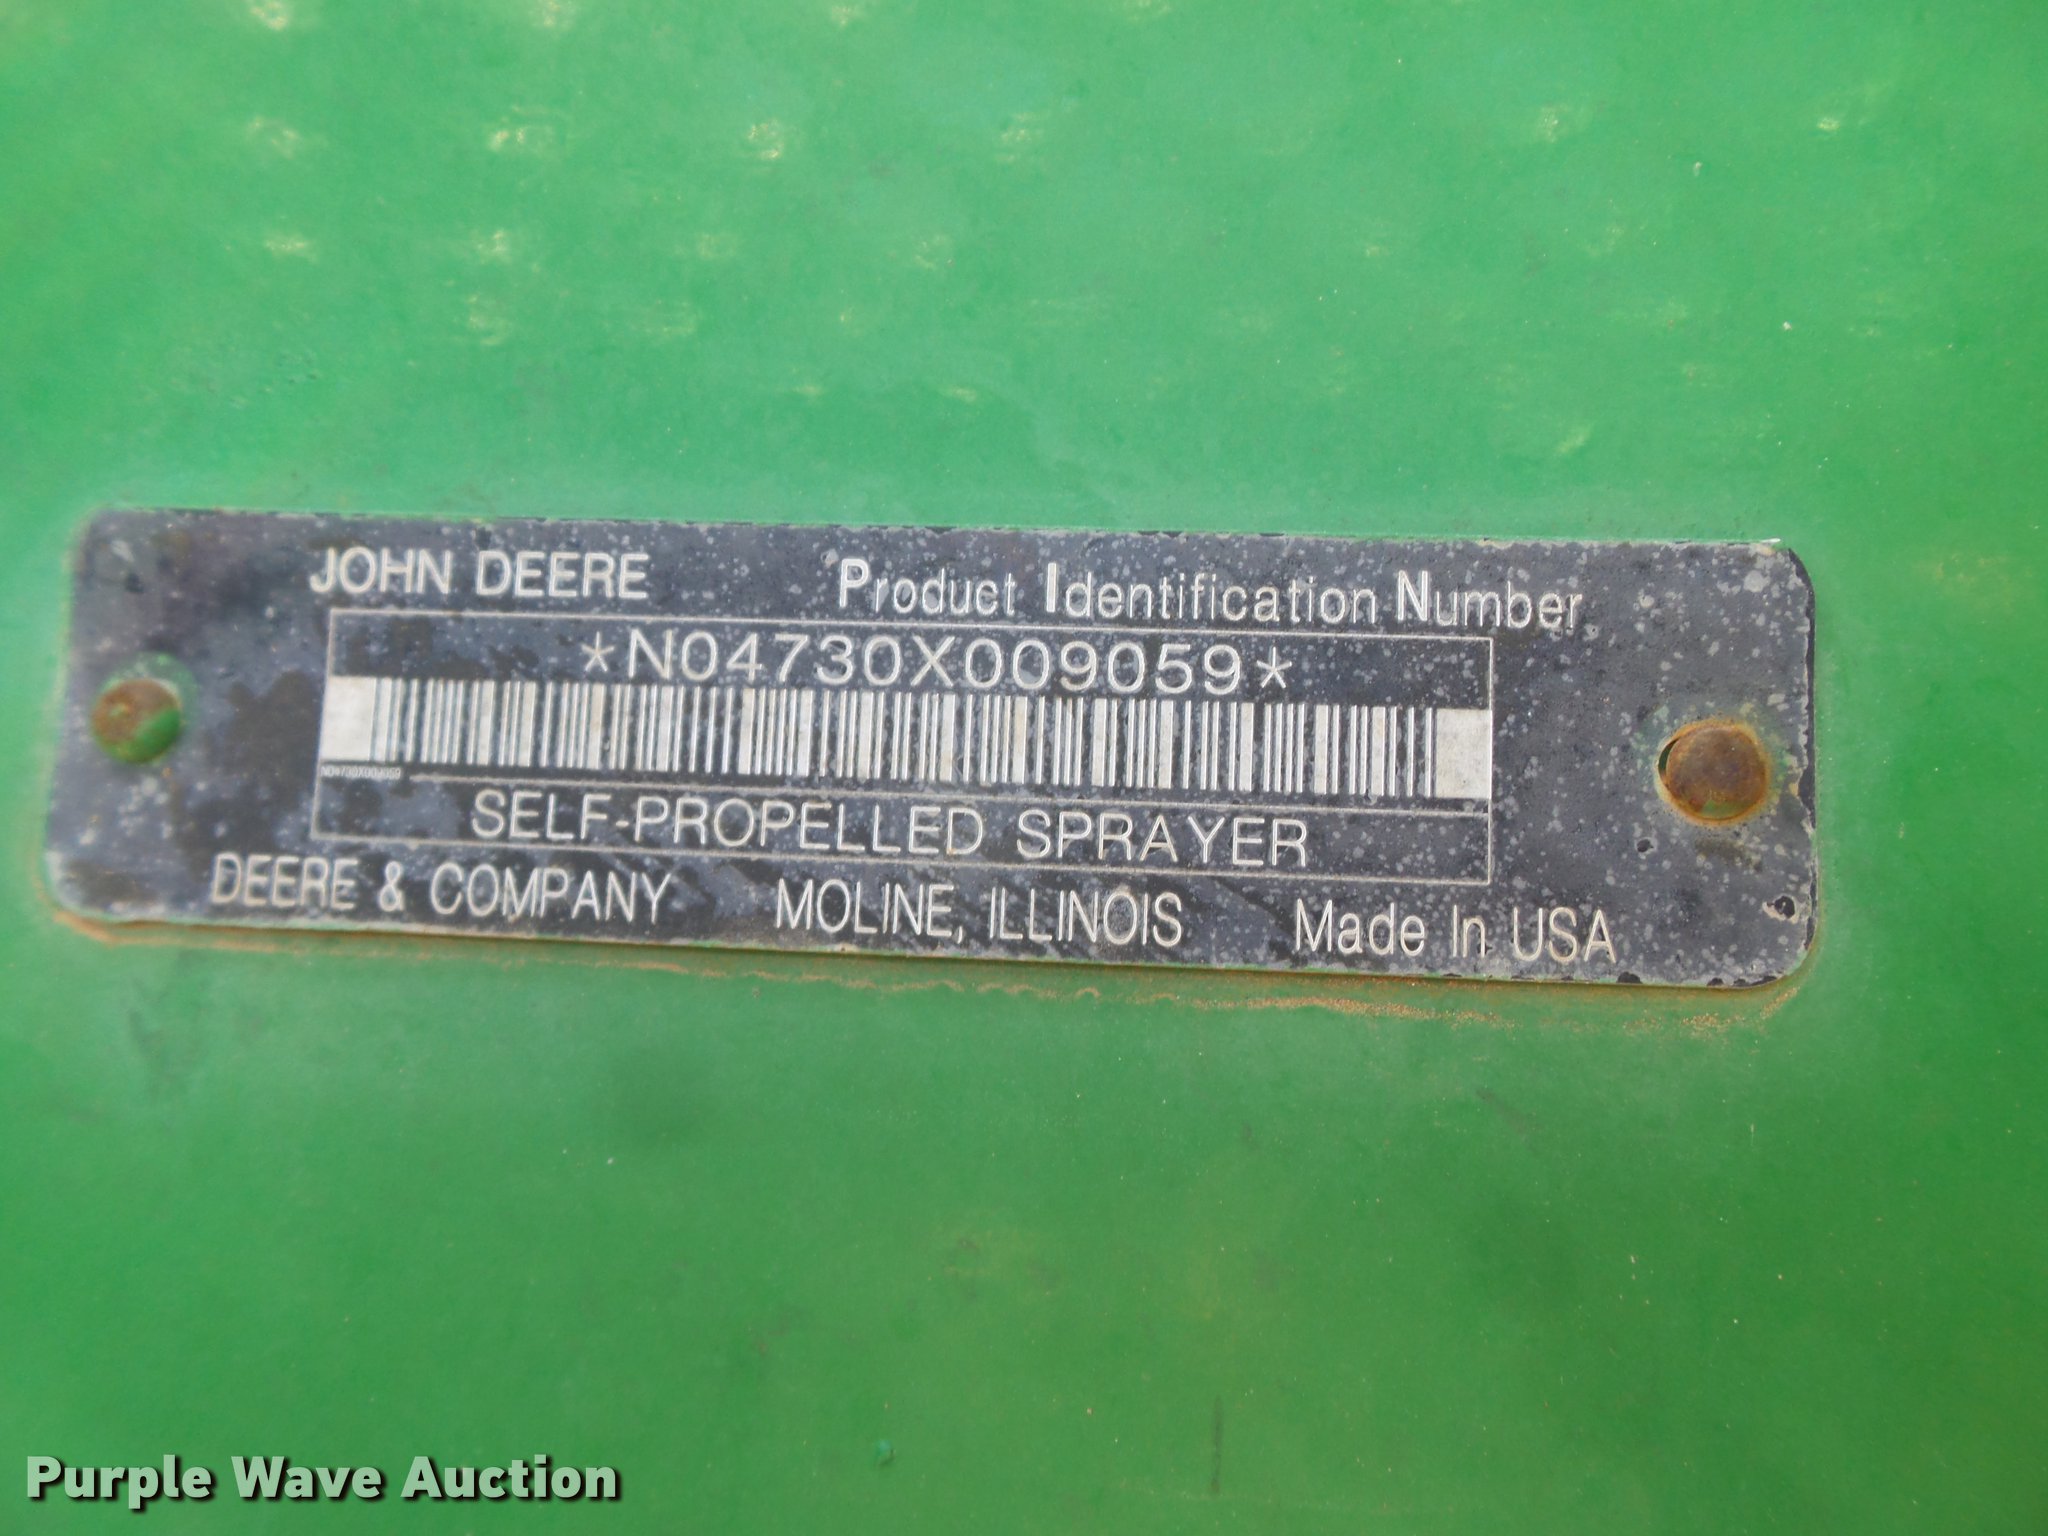 JOHN DEERE Product Identification Number
*N04730X009059*
N04730X009059
SELF-PROPELLED SPRAYER
DEERE & COMPANY MOLINE, ILLINOIS Made In USA
Purple Wave Auction